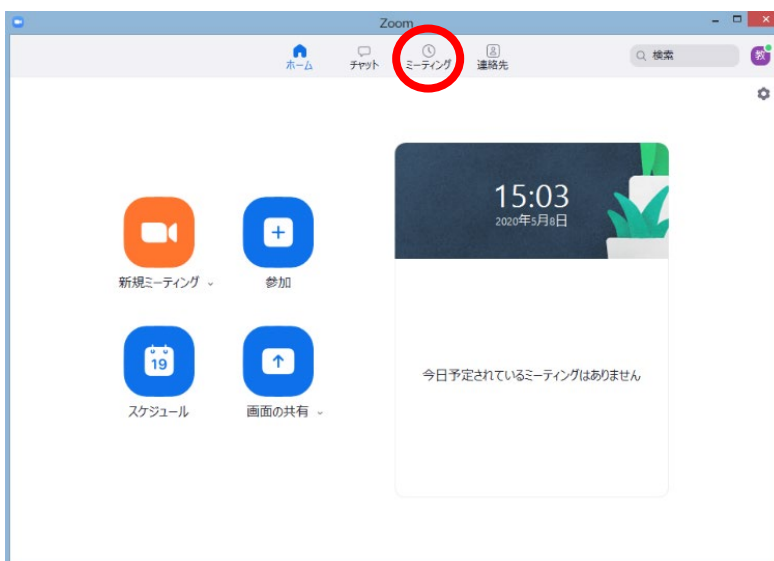 Zoom
ホーム
チャット
ミーティング
連絡先
検索
教
15:03
2020年5月8日
新規ミーティング
参加
19
スケジュール
画面の共有
今日予定されているミーティングはありません